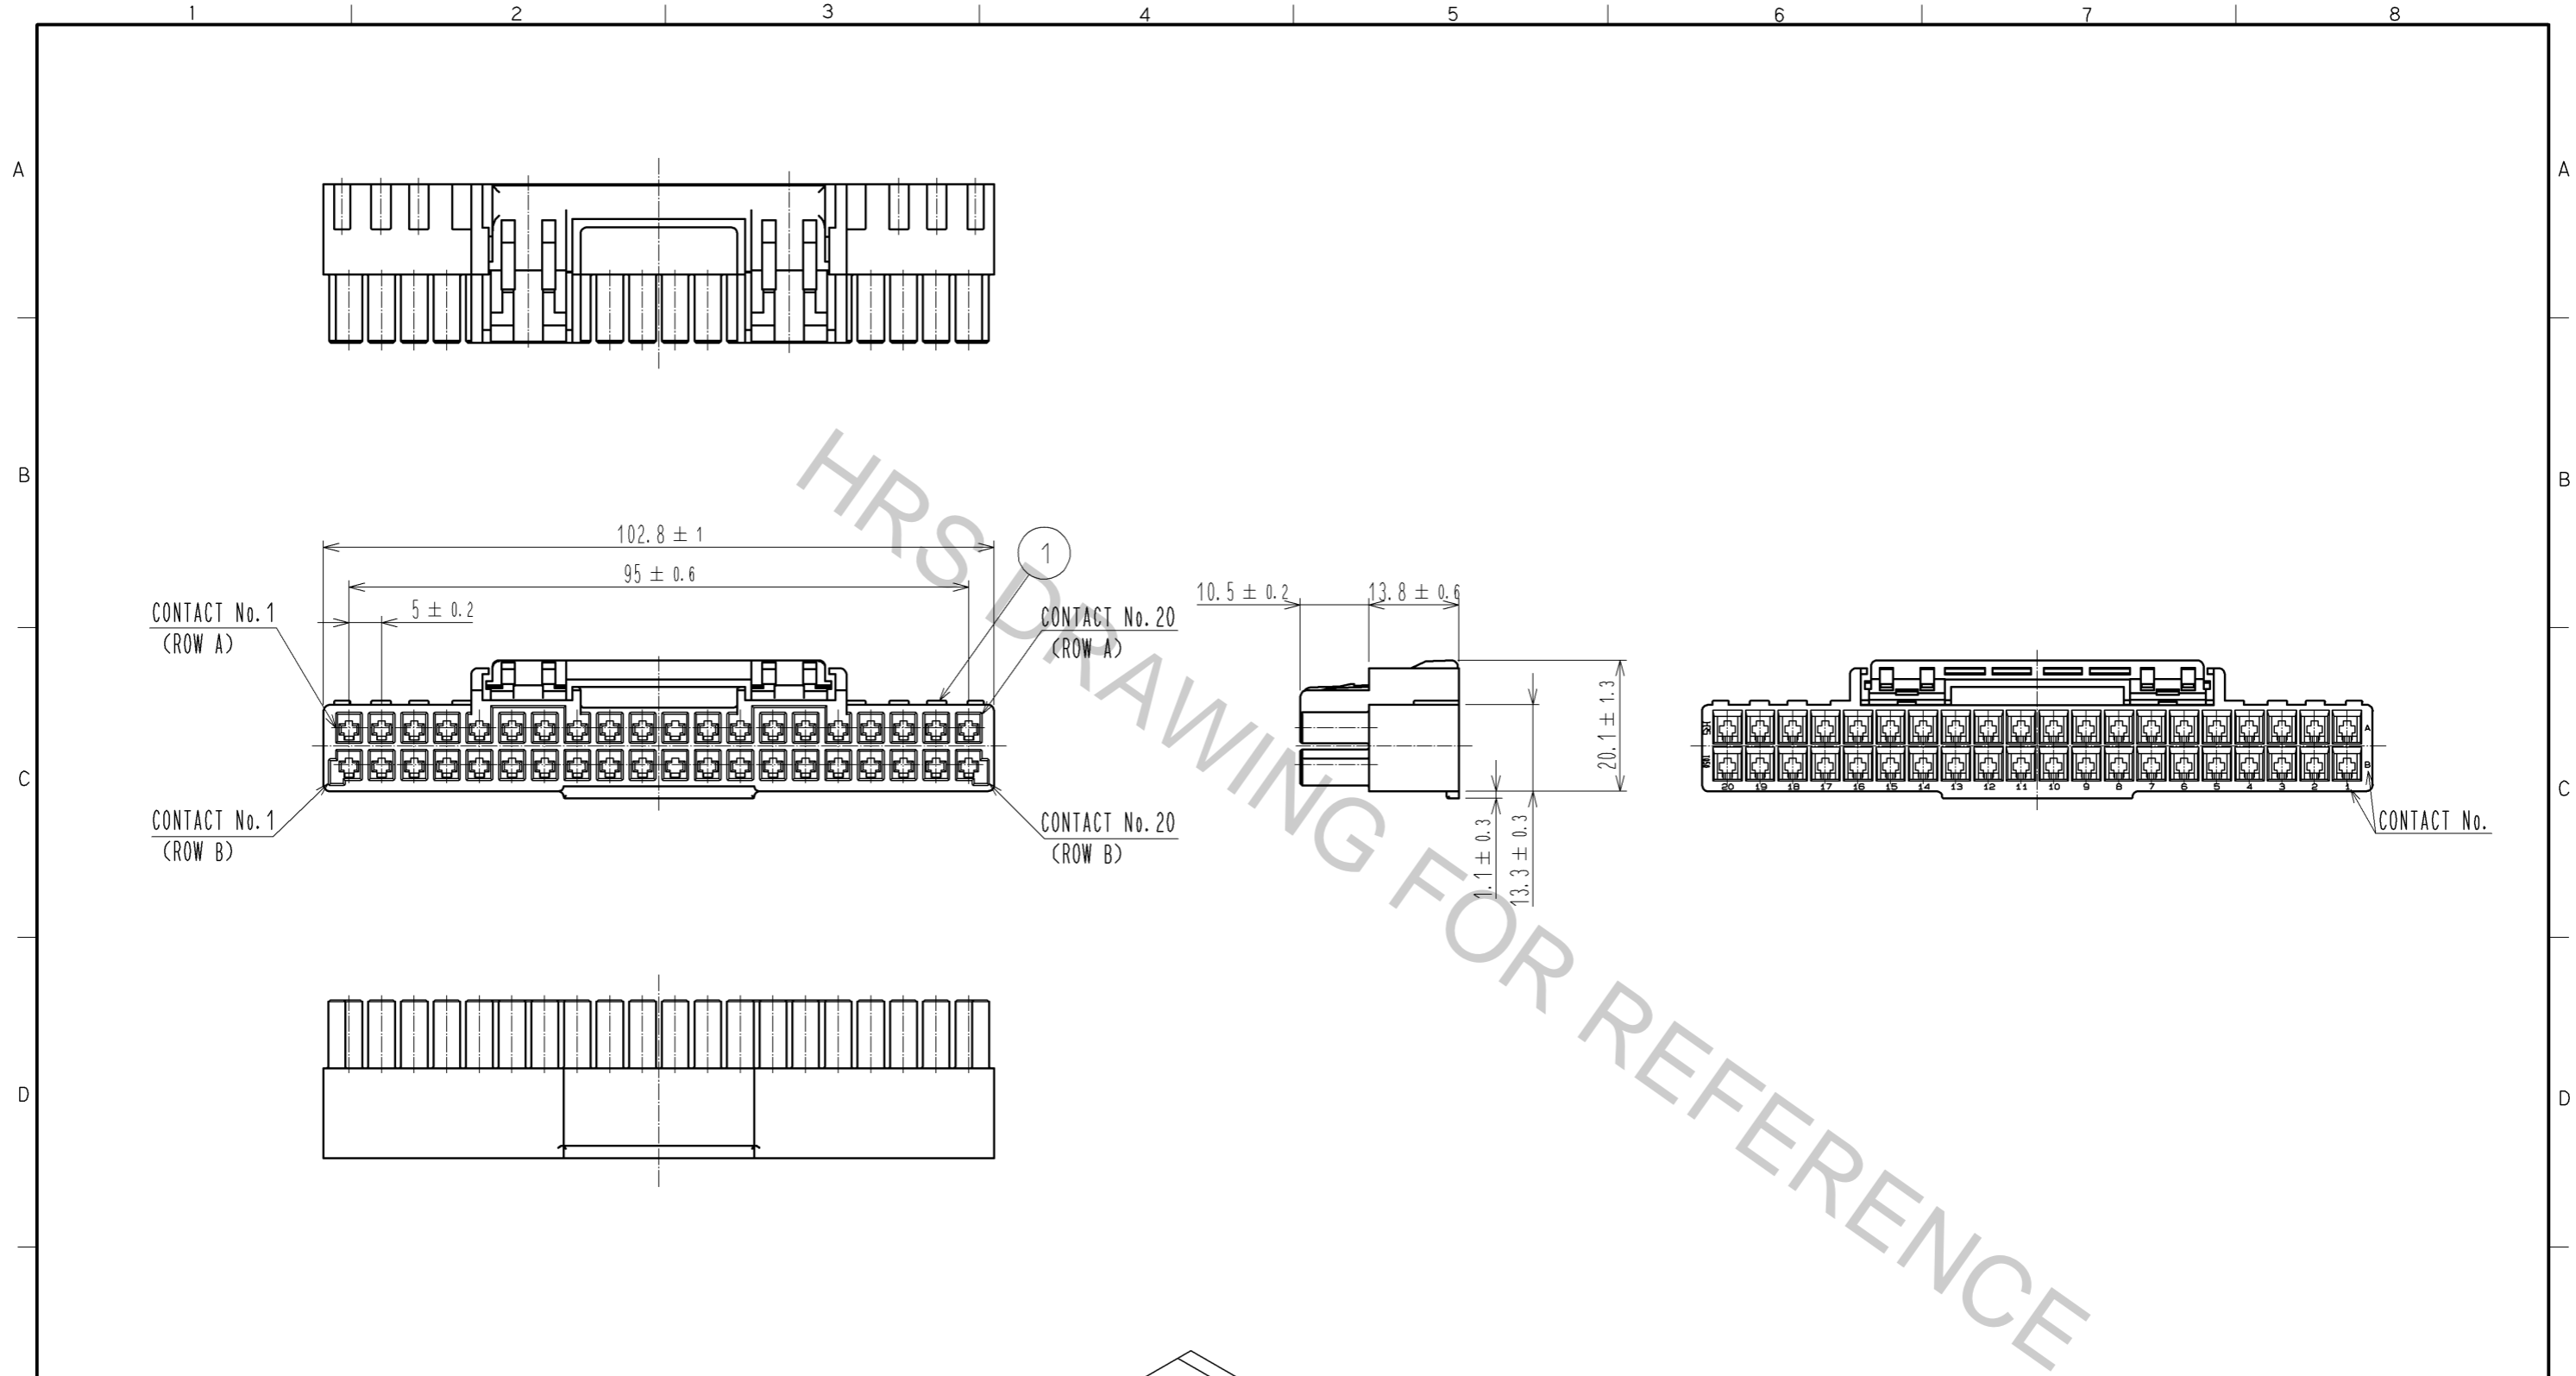 1 2 3 4 5 6 7 8
A A
B B
C C
D D
HRS DRAWING FOR REFERENCE
102.8 ± 1
95 ± 0.6
5 ± 0.2
1
CONTACT No.1
(ROW A)
CONTACT No.20
(ROW A)
CONTACT No.1
(ROW B)
CONTACT No.20
(ROW B)
10.5 ± 0.2
13.8 ± 0.6
20.1 ± 1.3
1.1 ± 0.3
13.3 ± 0.3
A
B
20 19 18 17 16 15 14 13 12 11 10 9 8 7 6 5 4 3 2 1
CONTACT No.